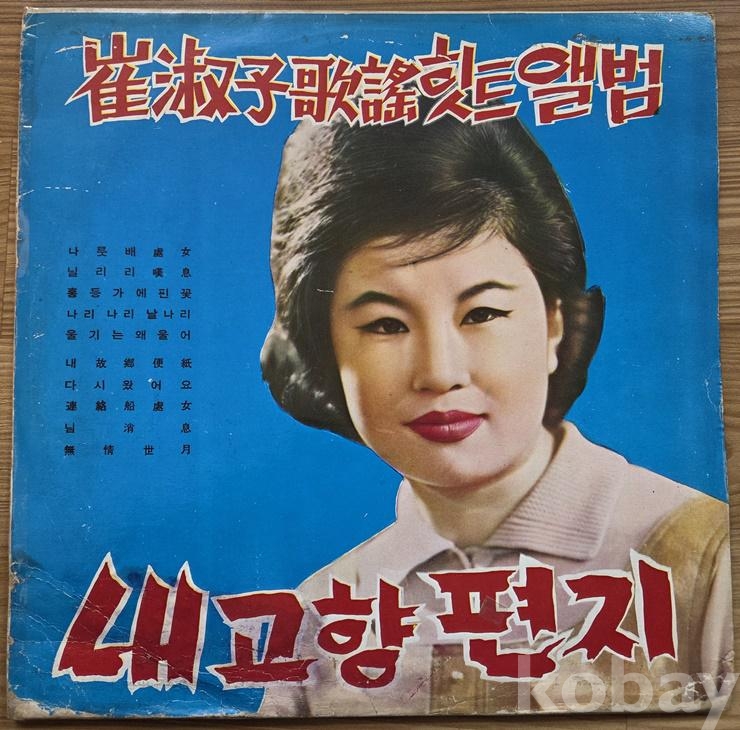 崔淑子歌謠힛트앨범
나룻배處女
닐리리嘆息
홍등가에핀꽃
나리나리날나리
울기는왜울어
내故鄕便紙
다시왔어요
連絡船處女
님消息
無情世月
내고향편지
kobay